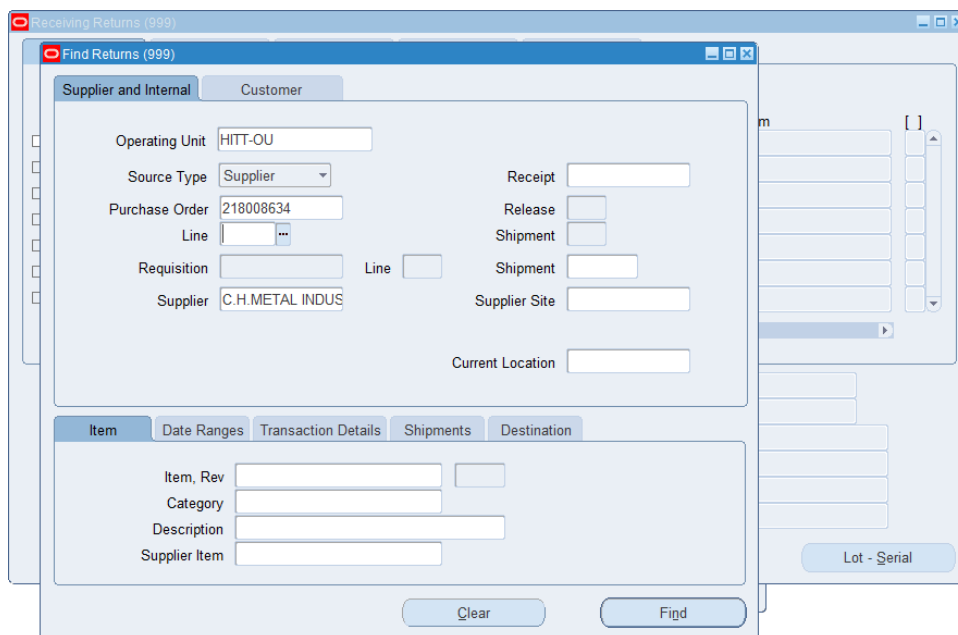 Receiving Returns (999)
Find Returns (999)
Supplier and Internal Customer
m [ ]
Operating Unit HITT-OU
Source Type Supplier Receipt
Purchase Order 218008634 Release
Line ... Shipment
Requisition Line Shipment
Supplier C.H.METAL INDUS Supplier Site
Current Location
Item Date Ranges Transaction Details Shipments Destination
Item, Rev
Category
Description
Supplier Item
Lot - Serial
Clear Find